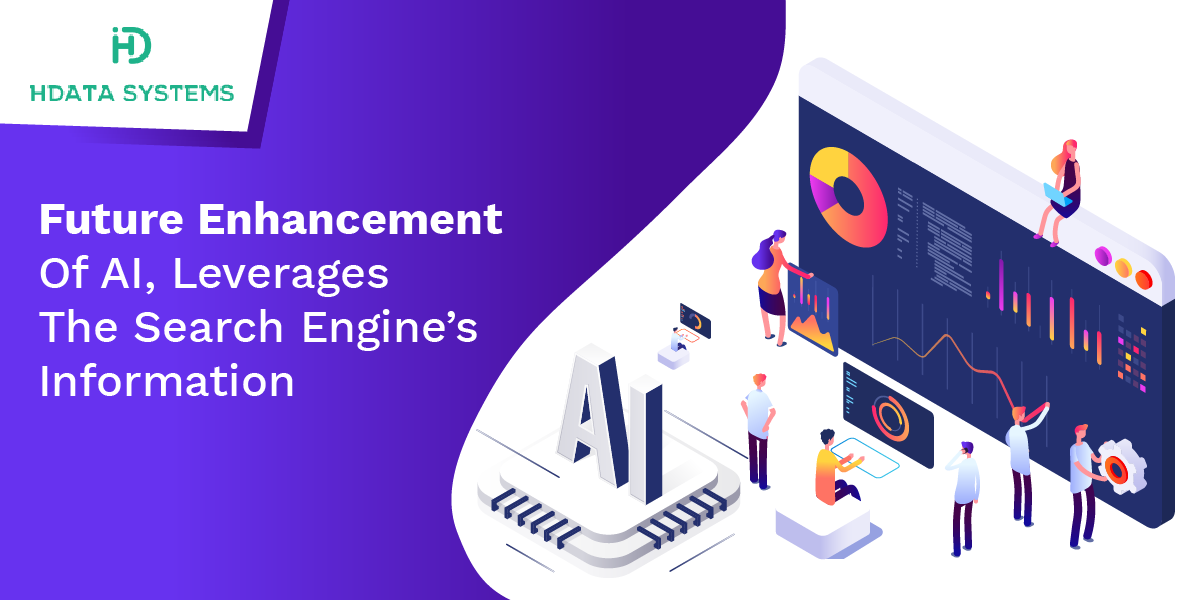 HDATA SYSTEMS
Future Enhancement
Of AI, Leverages
The Search Engine's
Information
AI